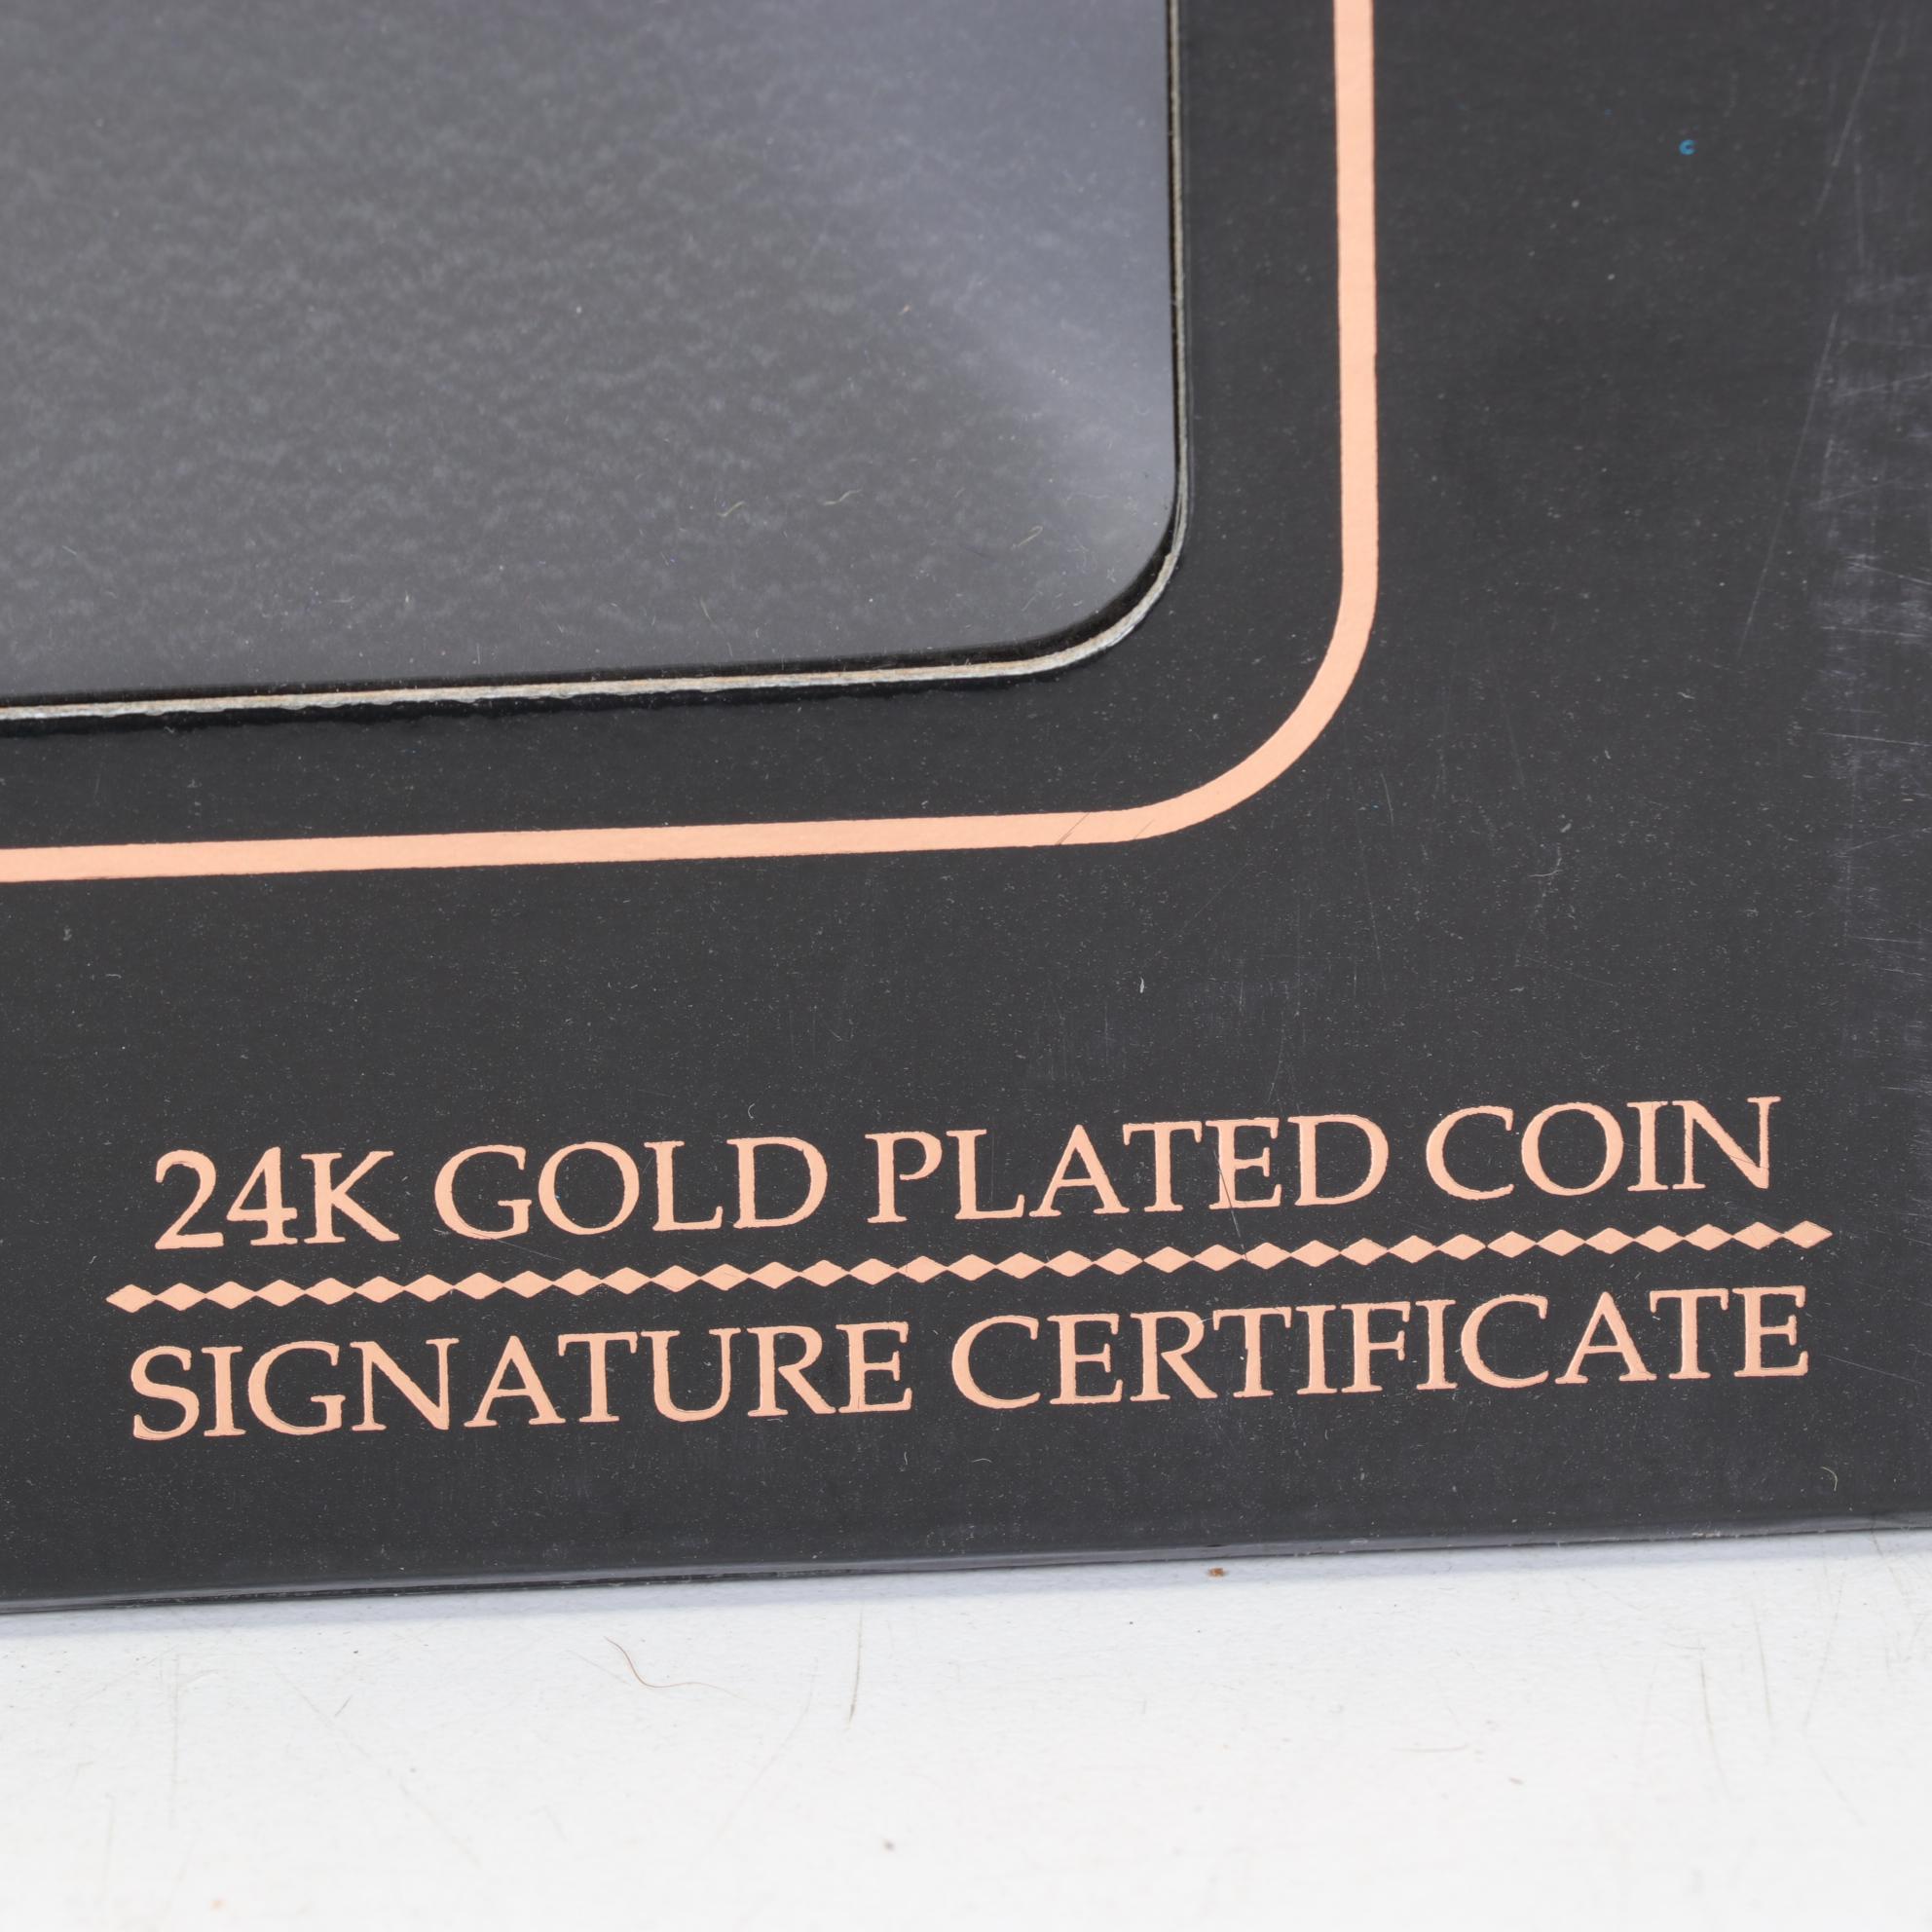 24K GOLD PLATED COIN
SIGNATURE CERTIFICATE